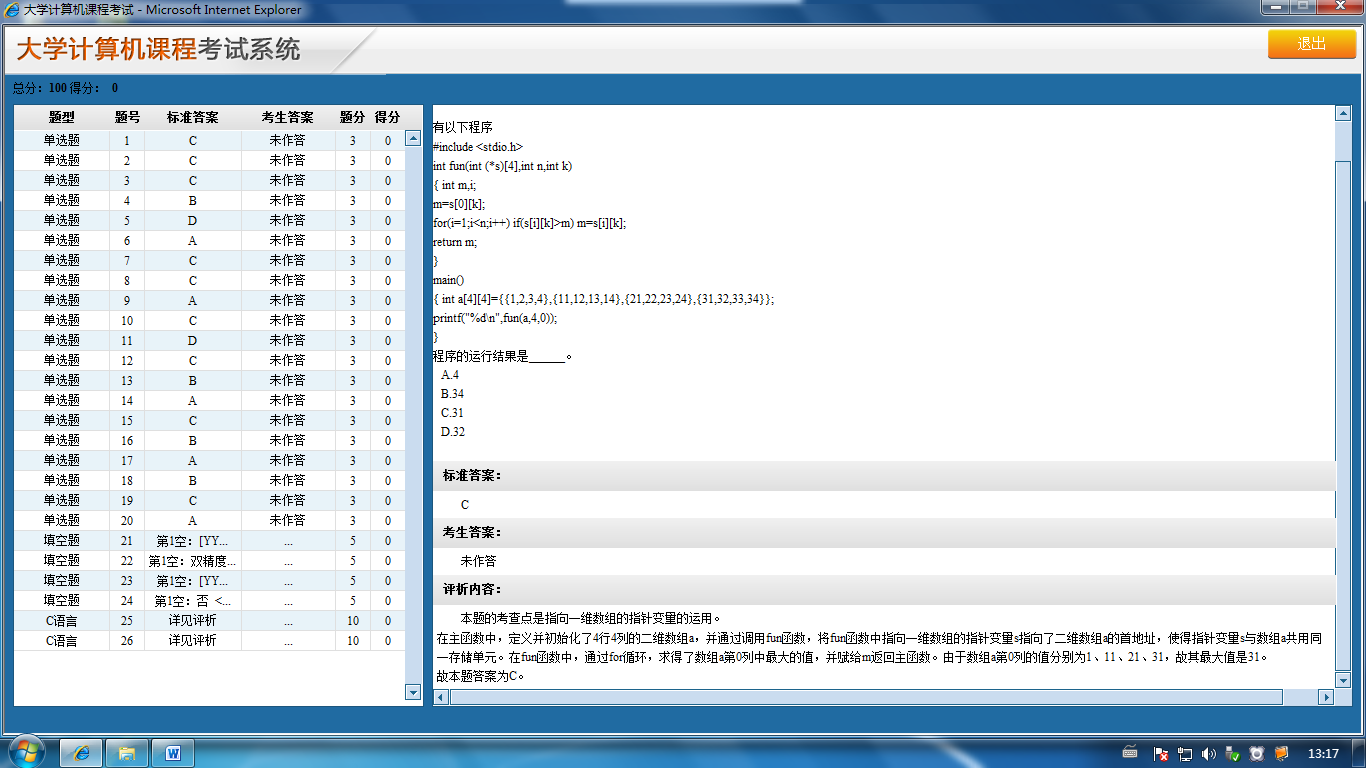 大学计算机课程考试 - Microsoft Internet Explorer
大学计算机课程考试系统
退出
总分：100 得分： 0
题型 题号 标准答案 考生答案 题分 得分
单选题 1 C 未作答 3 0
单选题 2 C 未作答 3 0
单选题 3 C 未作答 3 0
单选题 4 B 未作答 3 0
单选题 5 D 未作答 3 0
单选题 6 A 未作答 3 0
单选题 7 C 未作答 3 0
单选题 8 C 未作答 3 0
单选题 9 A 未作答 3 0
单选题 10 C 未作答 3 0
单选题 11 D 未作答 3 0
单选题 12 C 未作答 3 0
单选题 13 B 未作答 3 0
单选题 14 A 未作答 3 0
单选题 15 C 未作答 3 0
单选题 16 B 未作答 3 0
单选题 17 A 未作答 3 0
单选题 18 B 未作答 3 0
单选题 19 C 未作答 3 0
单选题 20 A 未作答 3 0
填空题 21 第1空：[YY... ... 5 0
填空题 22 第1空：双精度... ... 5 0
填空题 23 第1空：[YY... ... 5 0
填空题 24 第1空：否 <... ... 5 0
C语言 25 详见评析 10 0
C语言 26 详见评析 10 0
有以下程序
#include <stdio.h>
int fun(int (*s)[4],int n,int k)
{ int m,i;
m=s[0][k];
for(i=1;i<n;i++) if(s[i][k]>m) m=s[i][k];
return m;
}
main()
{ int a[4][4]={{1,2,3,4},{11,12,13,14},{21,22,23,24},{31,32,33,34}};
printf("%d\n",fun(a,4,0));
}
程序的运行结果是______。
A.4
B.34
C.31
D.32
标准答案：
C
考生答案：
未作答
评析内容：
本题的考查点是指向一维数组的指针变量的运用。
在主函数中，定义并初始化了4行4列的二维数组a，并通过调用fun函数，将fun函数中指向一维数组的指针变量s指向了二维数组a的首地址，使得指针变量s与数组a共用同
一存储单元。在fun函数中，通过for循环，求得了数组a第0列中最大的值，并赋给m返回主函数。由于数组a第0列的值分别为1、11、21、31，故其最大值是31。
故本题答案为C。
13:17